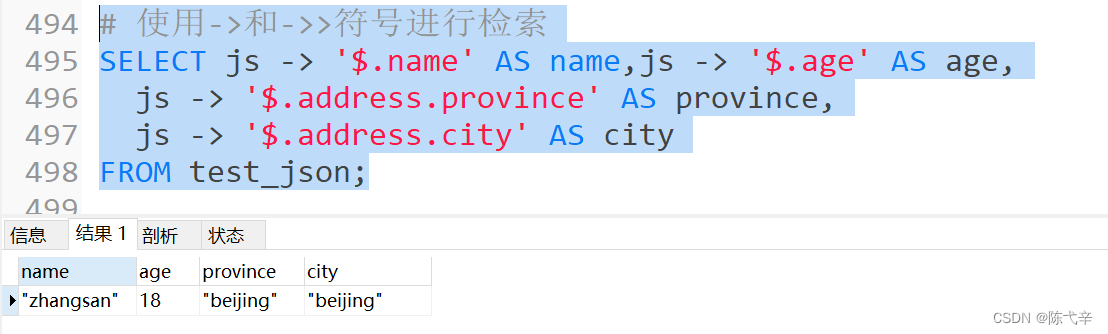 494 # 使用->和->>符号进行检索
495 SELECT js -> '$.name' AS name,js -> '$.age' AS age,
496 js -> '$.address.province' AS province,
497 js -> '$.address.city' AS city
498 FROM test_json;
499
信息 结果 1 剖析 状态
name age province city
"zhangsan" 18 "beijing" "beijing"
CSDN @陈弋辛